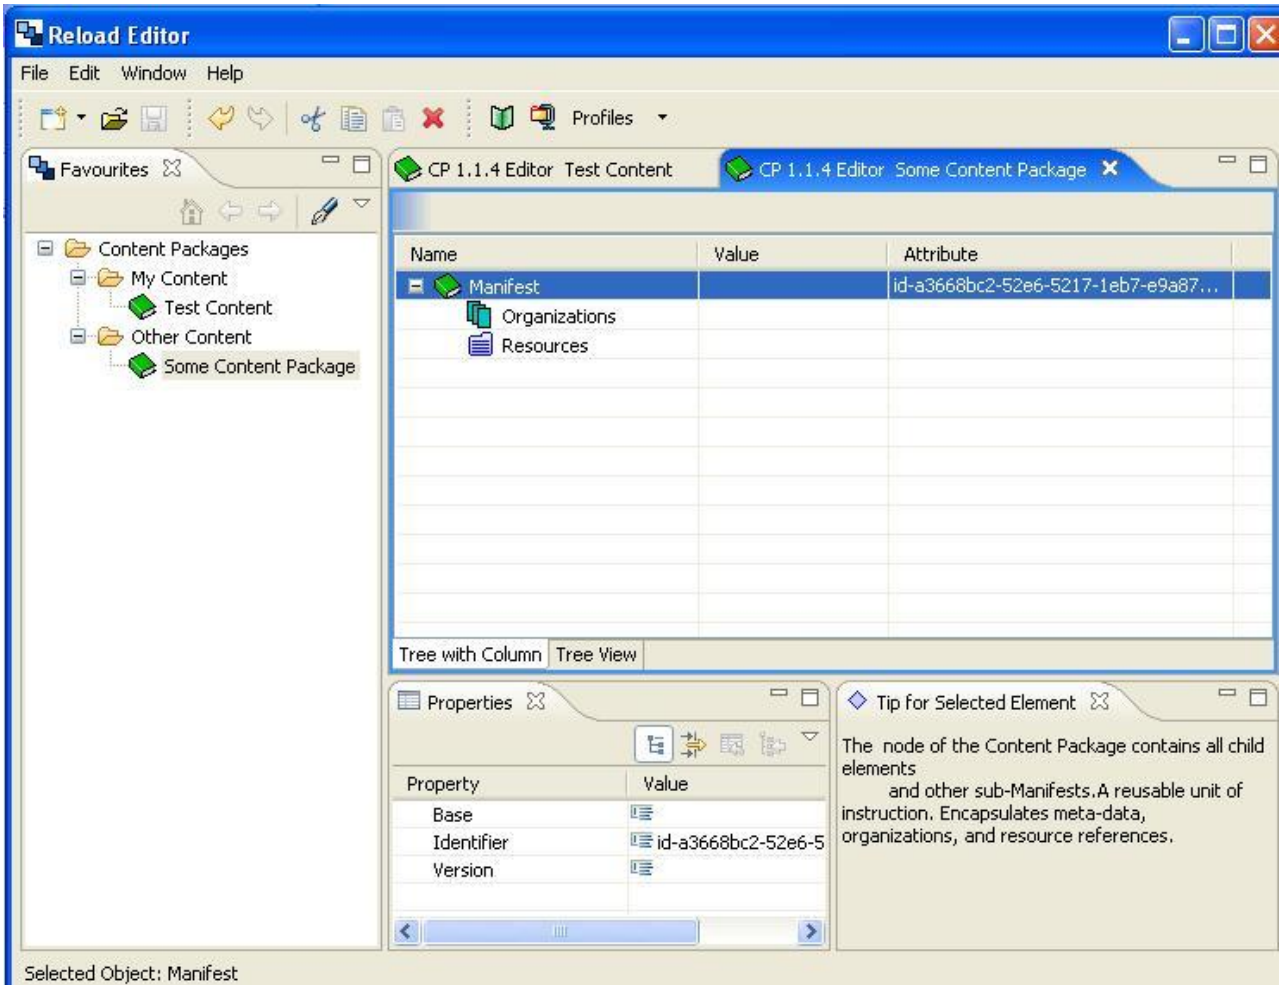 Reload Editor
File Edit Window Help
Profiles
Favourites
Content Packages
My Content
Test Content
Other Content
Some Content Package
CP 1.1.4 Editor Test Content
CP 1.1.4 Editor Some Content Package
Name Value Attribute
Manifest id-a3668bc2-52e6-5217-1eb7-e9a87...
Organizations
Resources
Tree with Column Tree View
Properties
Property Value
Base
Identifier id-a3668bc2-52e6-5
Version
Tip for Selected Element
The node of the Content Package contains all child
elements
and other sub-Manifests.A reusable unit of
instruction. Encapsulates meta-data,
organizations, and resource references.
Selected Object: Manifest